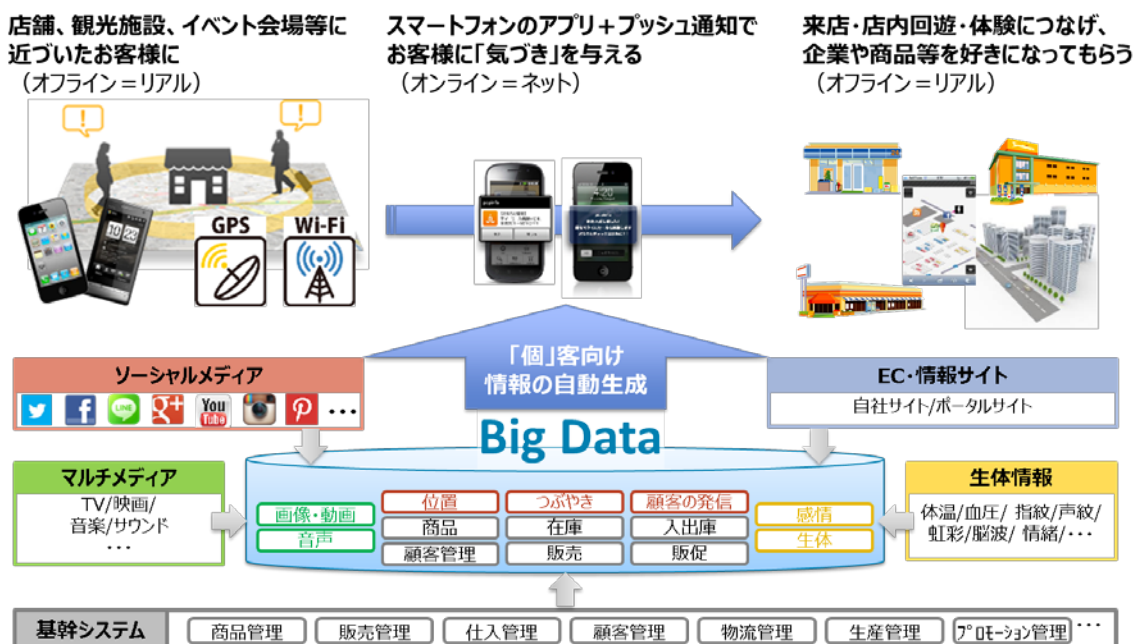 店舗、観光施設、イベント会場等に
近づいたお客様に
（オフライン＝リアル）
スマートフォンのアプリ＋プッシュ通知で
お客様に「気づき」を与える
（オンライン＝ネット）
来店・店内回遊・体験につなげ、
企業や商品等を好きになってもらう
（オフライン＝リアル）
GPS
Wi-Fi
「個」客向け
情報の自動生成
ソーシャルメディア
LINE
You
Tube
・・・
EC・情報サイト
自社サイト/ポータルサイト
Big Data
マルチメディア
TV/映画/
音楽/サウンド
・・・
画像・動画
音声
位置
つぶやき
顧客の発信
商品
在庫
入出庫
顧客管理
販売
販促
感情
生体
生体情報
体温/血圧/ 指紋/声紋/
虹彩/脳波/ 情緒/・・・
基幹システム
商品管理
販売管理
仕入管理
顧客管理
物流管理
生産管理
ﾌﾟﾛﾓｰｼｮﾝ管理
・・・